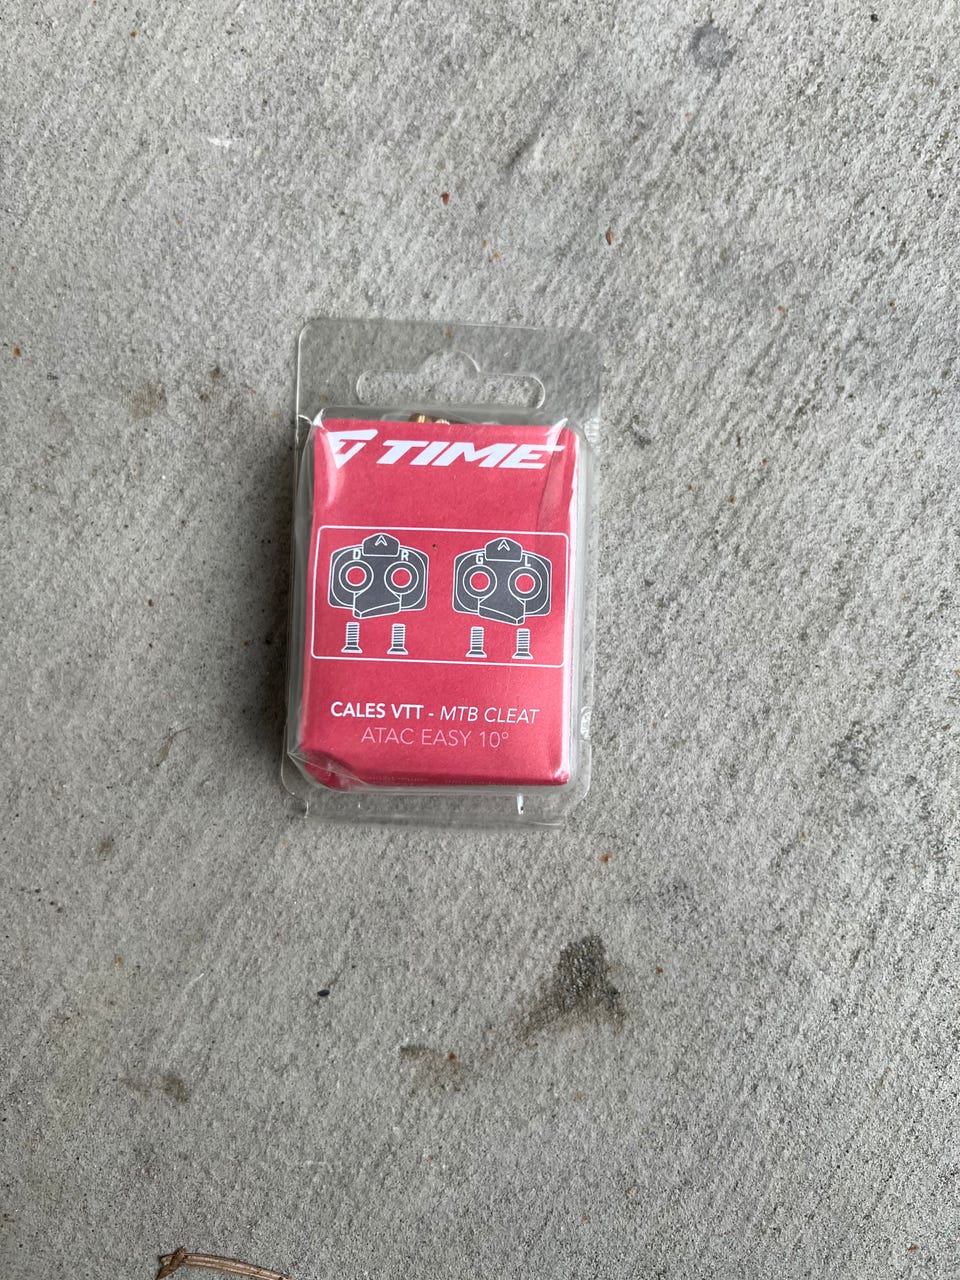 TIME
D R G L
CALES VTT - MTB CLEAT
ATAC EASY 10°